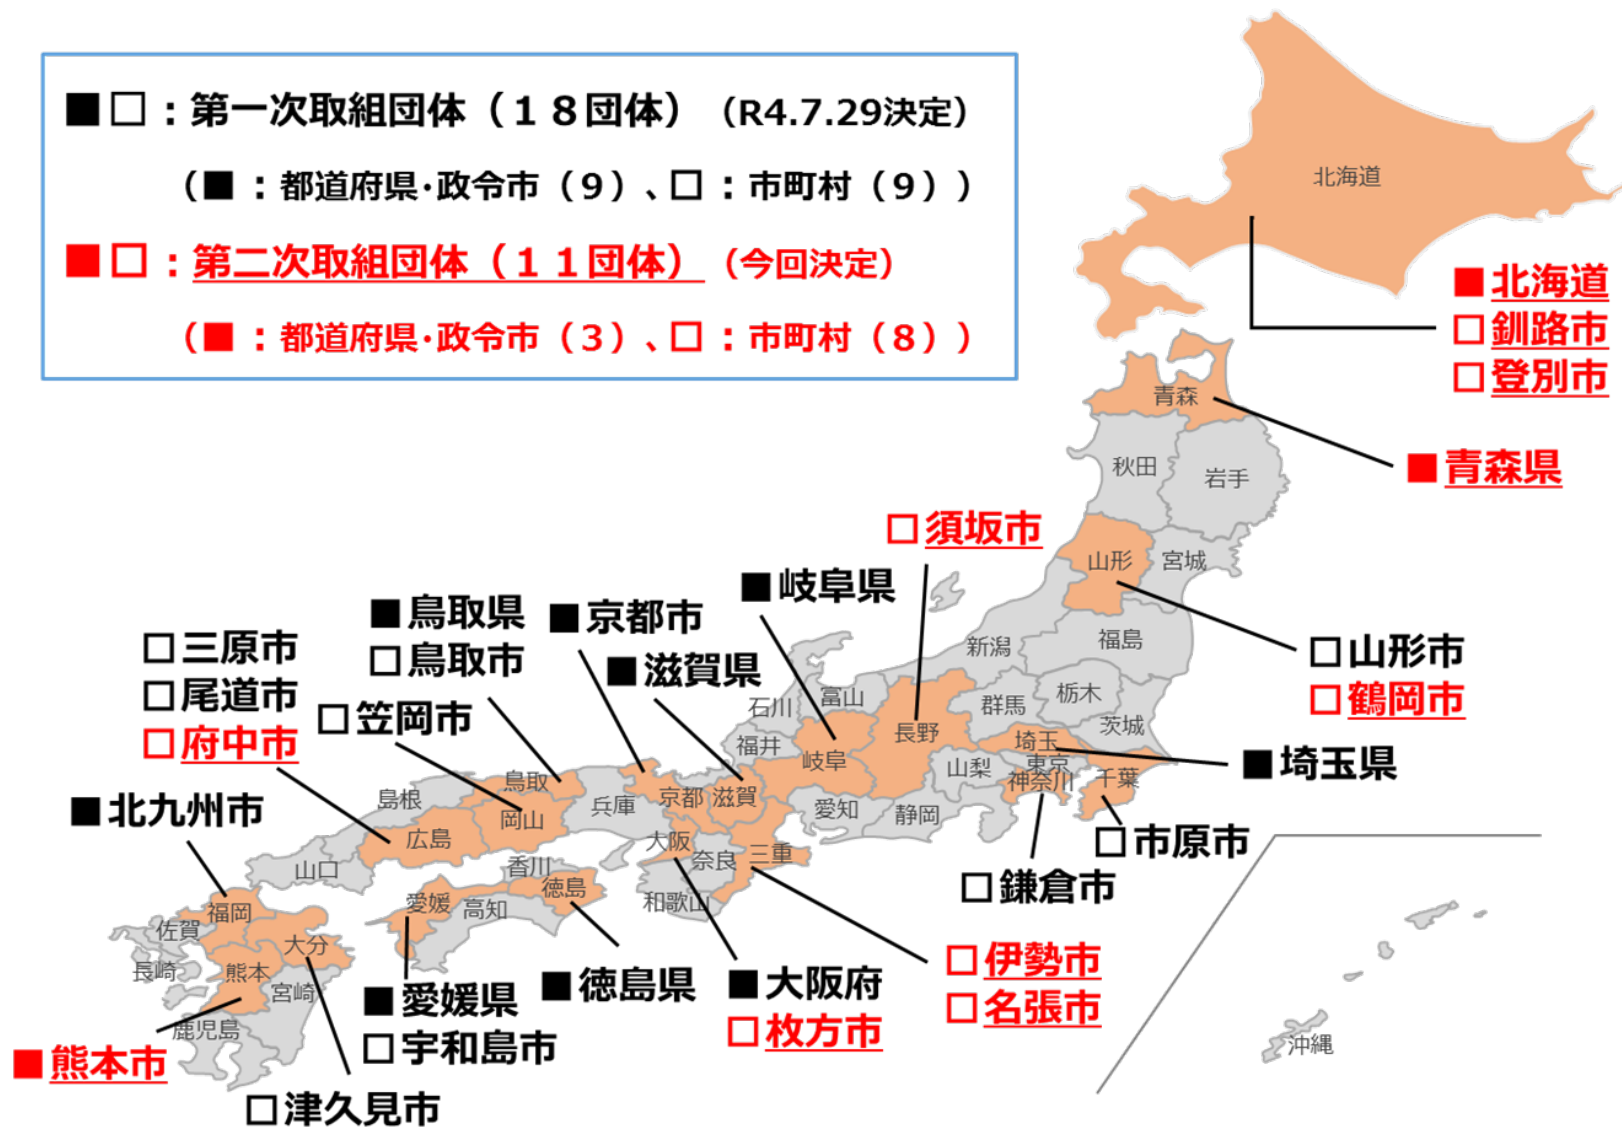 ■□：第一次取組団体（１８団体）（R4.7.29決定）
（■：都道府県・政令市（９）、□：市町村（９））
■□：第二次取組団体（１１団体）（今回決定）
（■：都道府県・政令市（３）、□：市町村（８））
北海道
■北海道
□釧路市
□登別市
青森
■青森県
秋田
岩手
□須坂市
山形
宮城
■岐阜県
■鳥取県
□鳥取市
■京都市
■滋賀県
□三原市
□尾道市
□府中市
□笠岡市
新潟
福島
□山形市
□鶴岡市
石川
富山
群馬
栃木
茨城
福井
長野
埼玉
■埼玉県
岐阜
山梨
東京
神奈川
千葉
■北九州市
島根
鳥取
兵庫
京都
滋賀
愛知
静岡
岡山
広島
大阪
奈良
三重
□市原市
山口
香川
徳島
和歌山
□鎌倉市
愛媛
高知
福岡
佐賀
大分
長崎
熊本
宮崎
鹿児島
□伊勢市
□名張市
■大阪府
□枚方市
■徳島県
■愛媛県
□宇和島市
■熊本市
□津久見市
沖縄